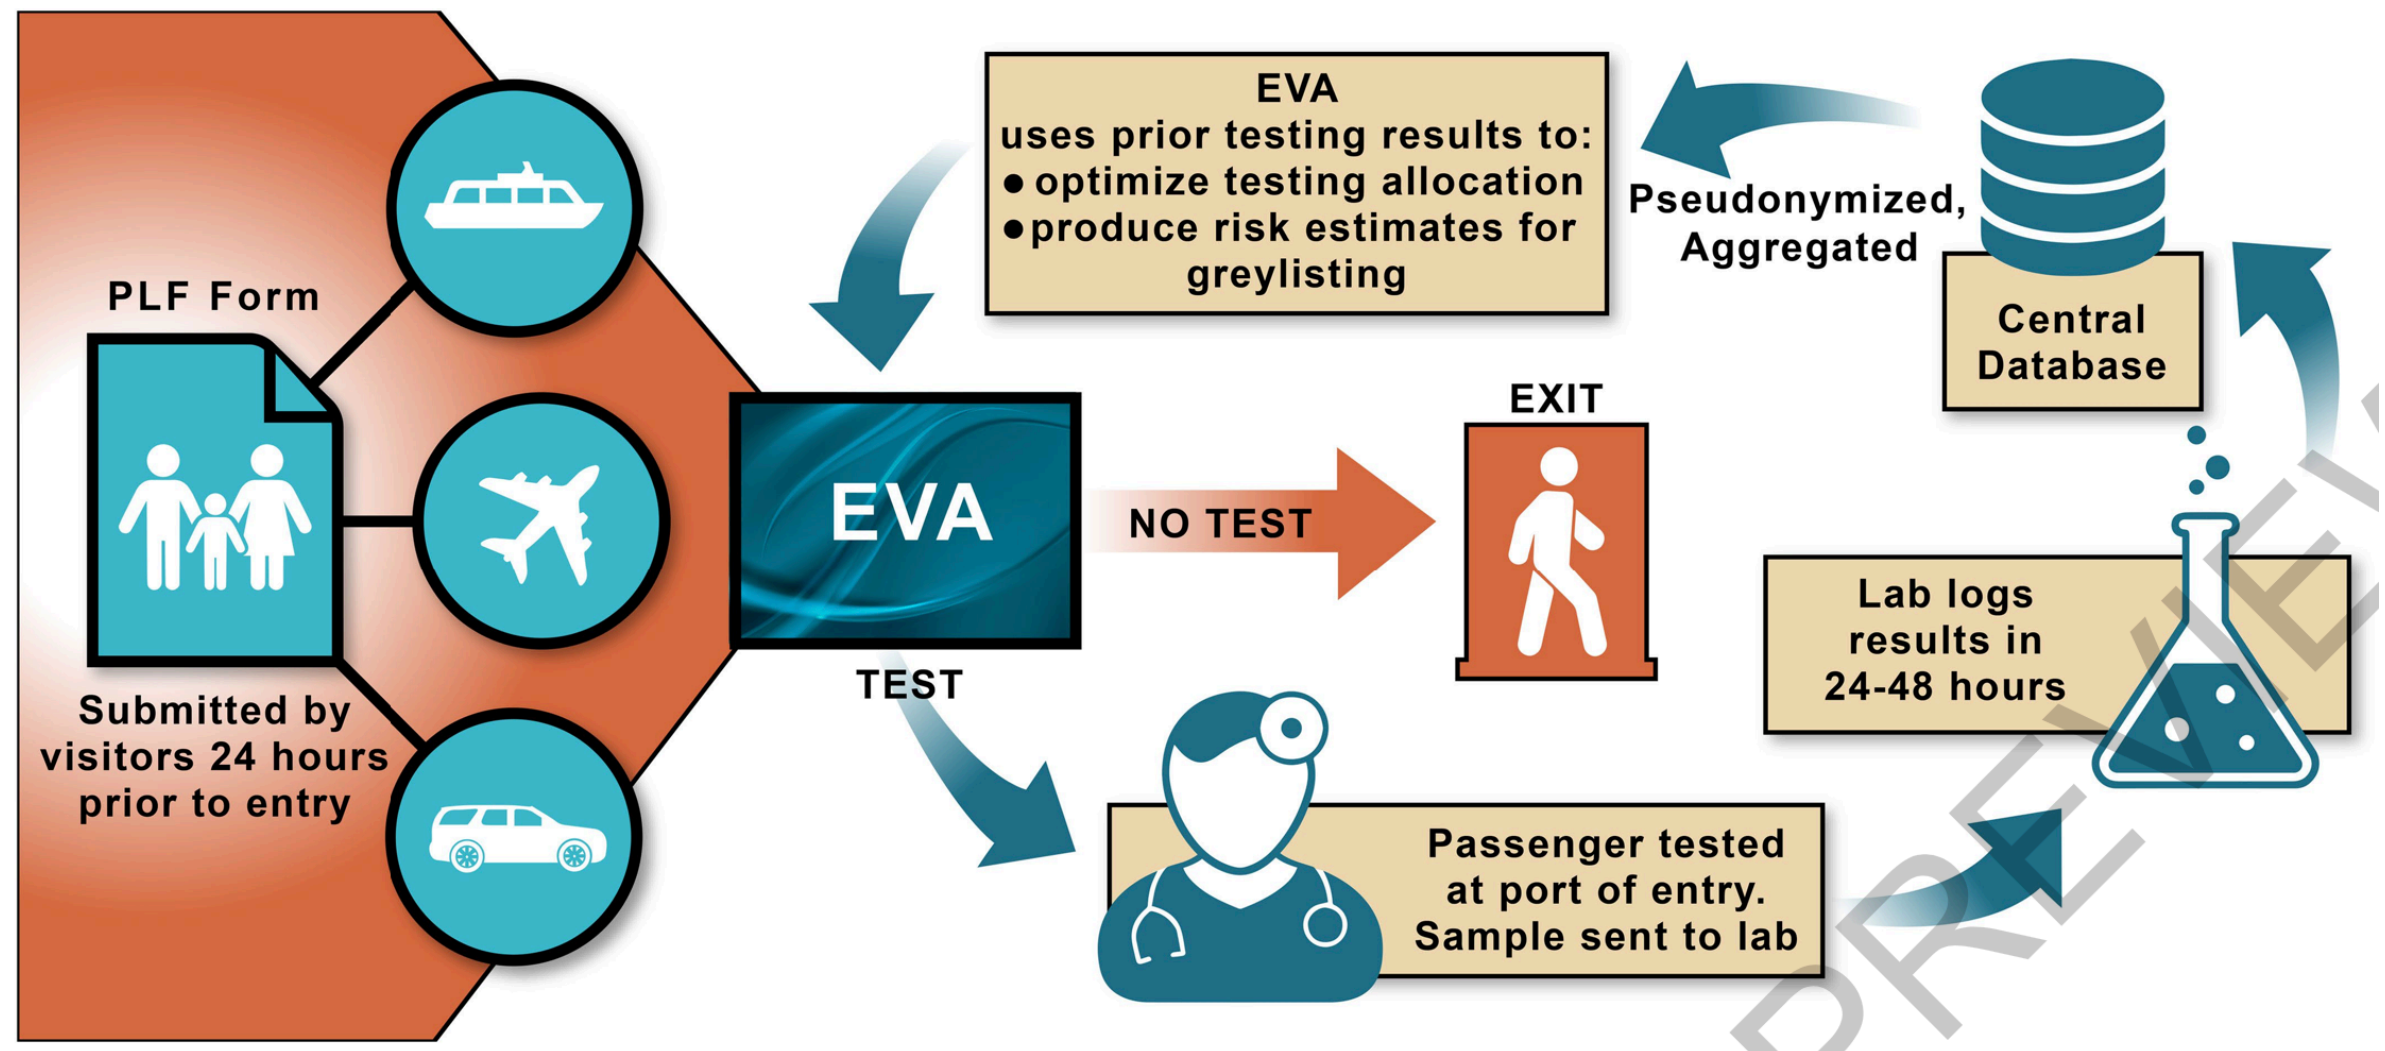 PLF Form
Submitted by
visitors 24 hours
prior to entry
EVA
uses prior testing results to:
● optimize testing allocation
● produce risk estimates for
greylisting
Pseudonymized,
Aggregated
Central
Database
EVA
NO TEST
EXIT
TEST
Passenger tested
at port of entry.
Sample sent to lab
Lab logs
results in
24-48 hours
PREVIEW